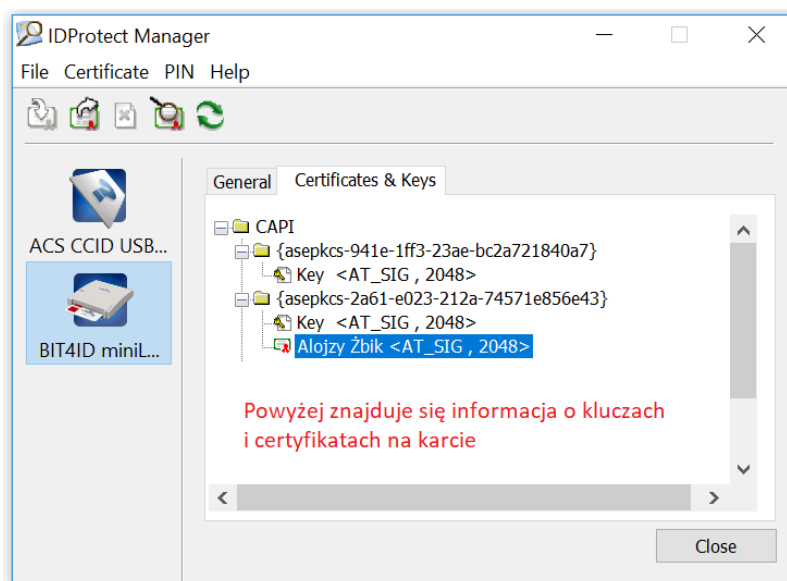 IDProtect Manager
File Certificate PIN Help
General Certificates & Keys
ACS CCID USB...
BIT4ID miniL...
CAPI
{asepkcs-941e-1ff3-23ae-bc2a721840a7}
Key <AT_SIG , 2048>
{asepkcs-2a61-e023-212a-74571e856e43}
Key <AT_SIG , 2048>
Alojzy Żbik <AT_SIG , 2048>
Powyżej znajduje się informacja o kluczach
i certyfikatach na karcie
Close